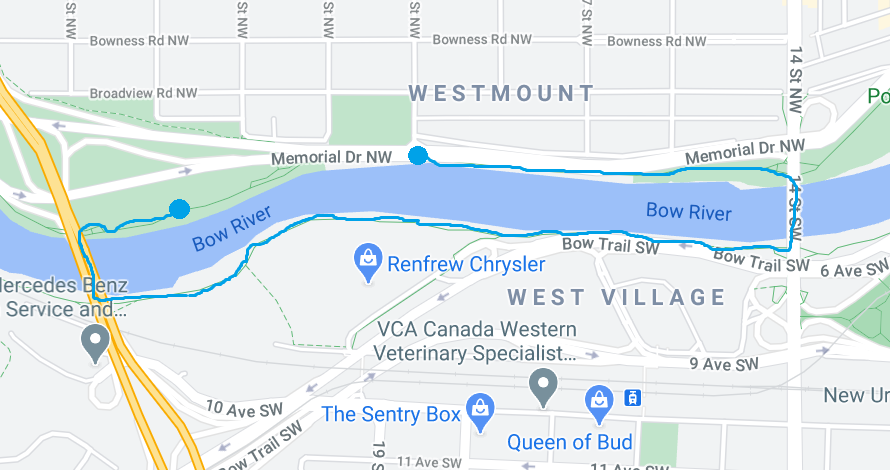 St NW
St NW
St NW
7 St NW
14 St NW
Bowness Rd NW
Bowness Rd NW
Bowness Rd NW
Broadview Rd NW
WESTMOUNT
Po
Memorial Dr NW
Memorial Dr NW
14 St SW
Bow River
Bow River
Bow Trail SW
Bow Trail SW
6 Ave SW
Renfrew Chrysler
ercedes Benz
Service and...
WEST VILLAGE
VCA Canada Western
Veterinary Specialist...
9 Ave SW
New Ur
10 Ave SW
The Sentry Box
Queen of Bud
Bow Trail SW
19 S
11 Ave SW
11 Ave SW